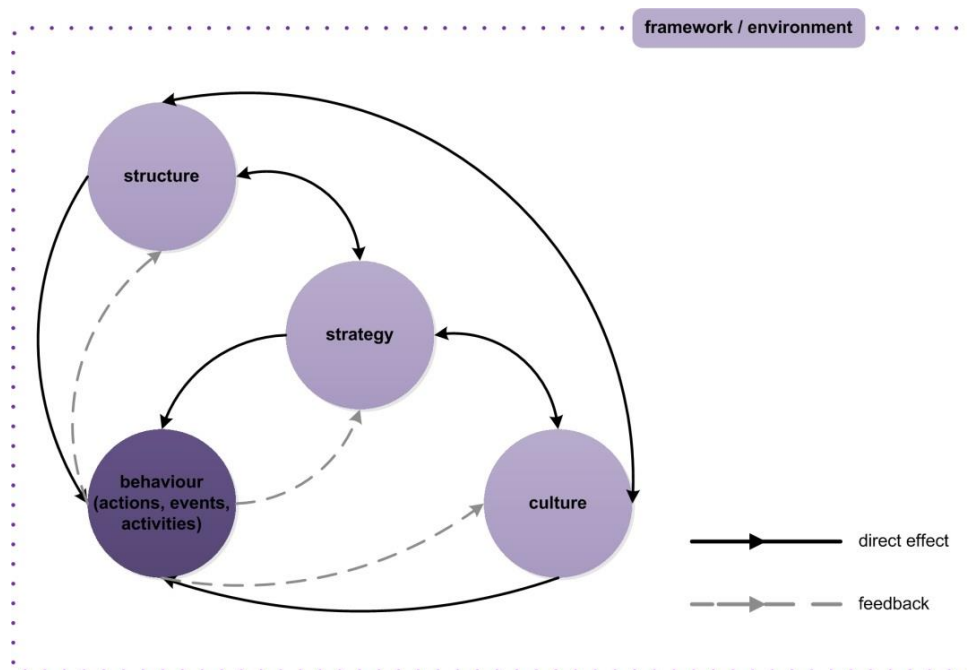 framework / environment
structure
strategy
behaviour
(actions, events,
activities)
culture
direct effect
feedback